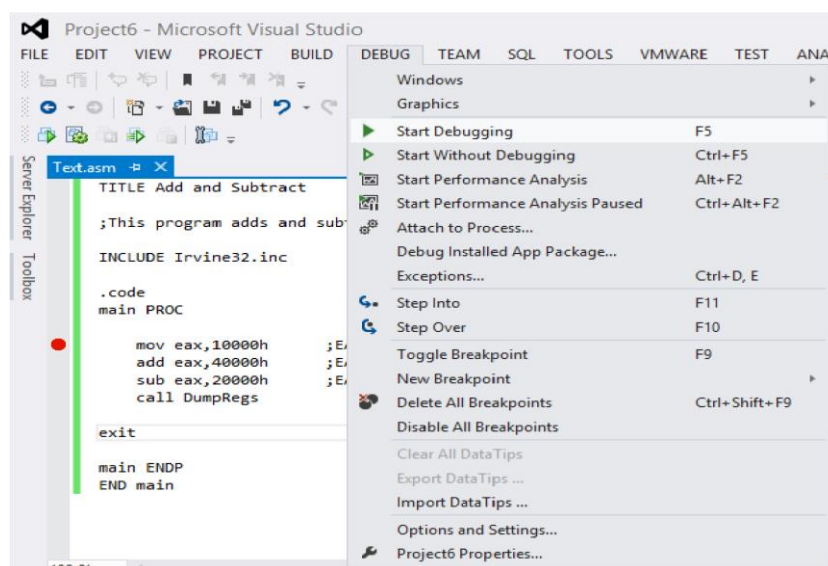 Project6 - Microsoft Visual Studio
FILE EDIT VIEW PROJECT BUILD DEBUG TEAM SQL TOOLS VMWARE TEST ANA
Windows
Graphics
Start Debugging F5
Start Without Debugging Ctrl+F5
Start Performance Analysis Alt+F2
Start Performance Analysis Paused Ctrl+Alt+F2
Attach to Process...
Debug Installed App Package...
Exceptions... Ctrl+D, E
Step Into F11
Step Over F10
Toggle Breakpoint F9
New Breakpoint
Delete All Breakpoints Ctrl+Shift+F9
Disable All Breakpoints
Clear All DataTips
Export DataTips ...
Import DataTips ...
Options and Settings...
Project6 Properties...
Server Explorer
Toolbox
Text.asm
TITLE Add and Subtract
;This program adds and sub
INCLUDE Irvine32.inc
.code
main PROC
mov eax,10000h ;E
add eax,40000h ;E
sub eax,20000h ;E
call DumpRegs
exit
main ENDP
END main